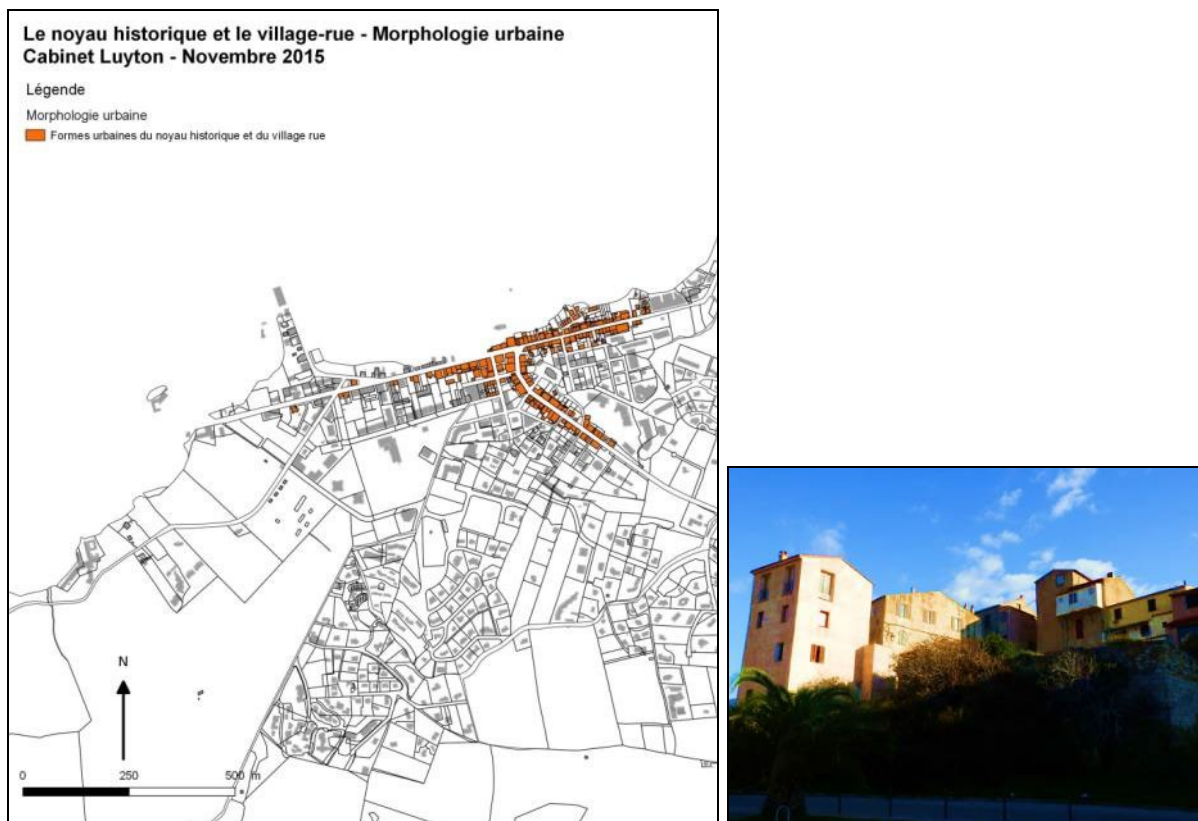 Le noyau historique et le village-rue - Morphologie urbaine
Cabinet Luyton - Novembre 2015
Légende
Morphologie urbaine
Formes urbaines du noyau historique et du village rue
N
0 250 500 m